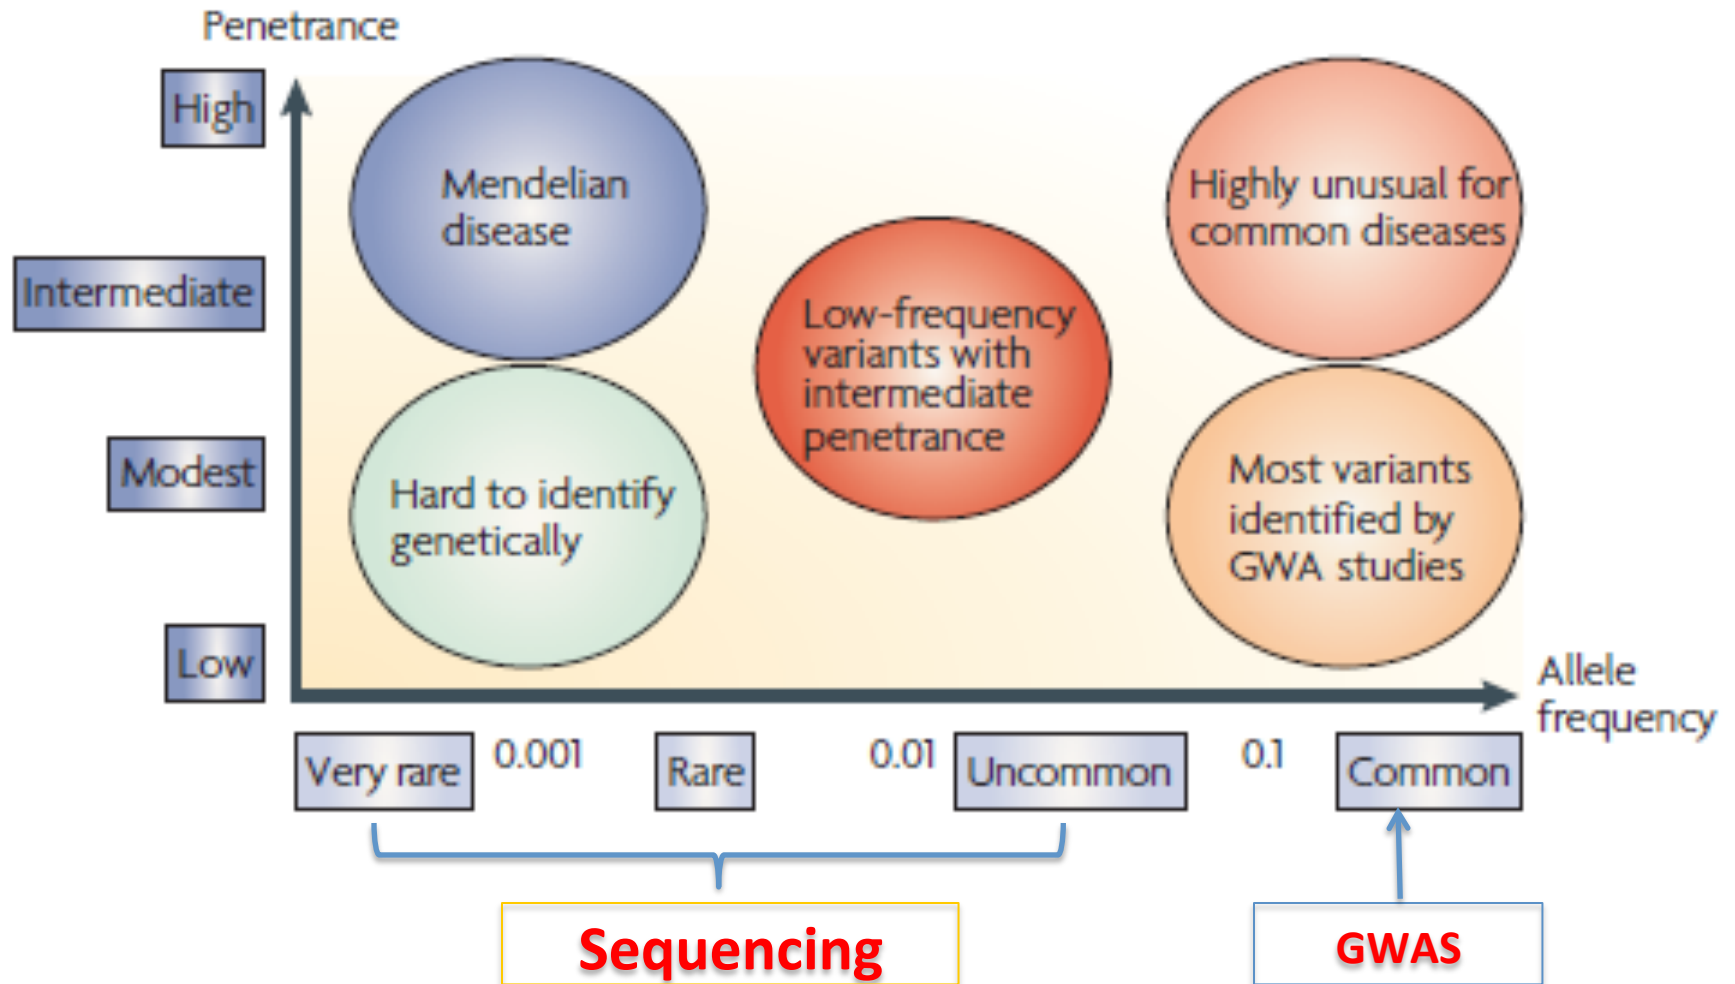 Penetrance
High
Intermediate
Modest
Low
Mendelian
disease
Hard to identify
genetically
Low-frequency
variants with
intermediate
penetrance
Highly unusual for
common diseases
Most variants
identified by
GWA studies
Allele
frequency
Very rare
0.001
Rare
0.01
Uncommon
0.1
Common
Sequencing
GWAS